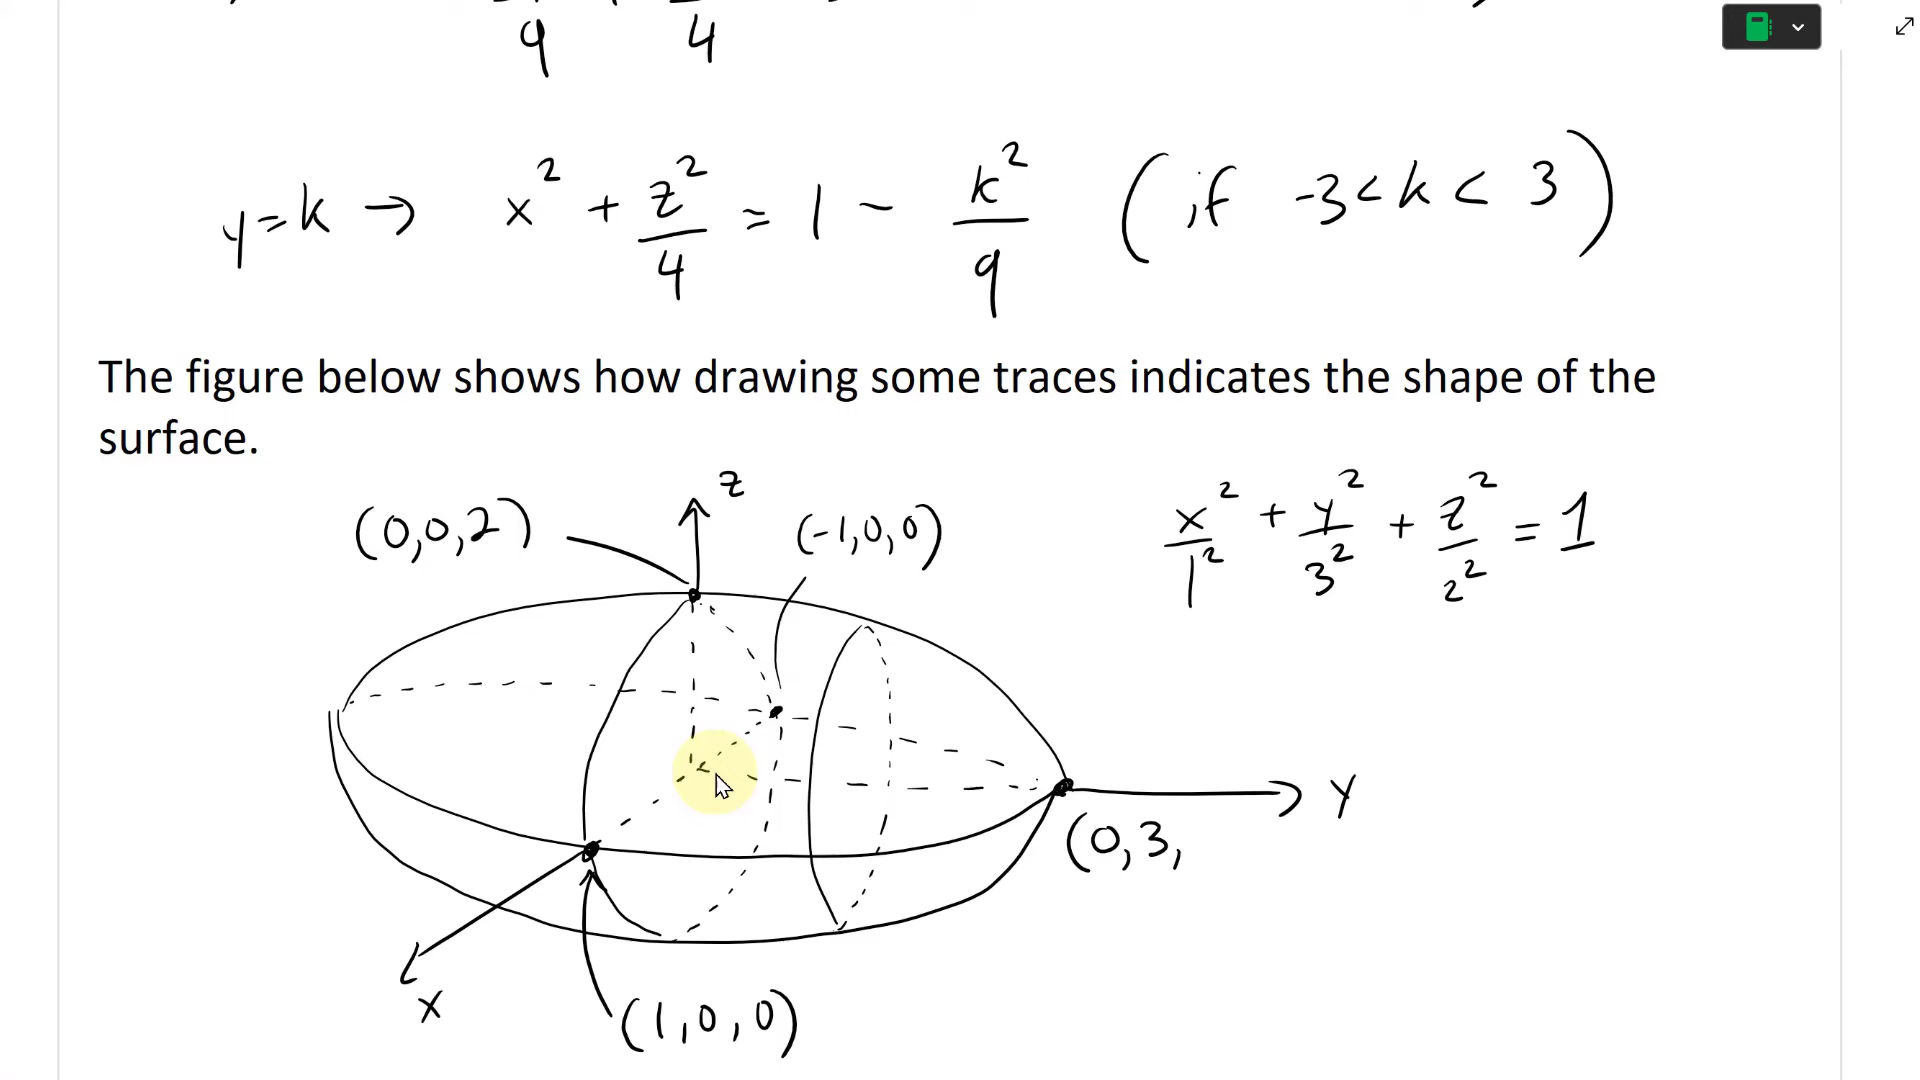 9 4
y=k → x² + z²/4 = 1 - k²/9 (if -3<k<3)
The figure below shows how drawing some traces indicates the shape of the
surface.
z
(0,0,2) (-1,0,0) x²/1² + y²/3² + z²/2² = 1
y
(0,3,
x
(1,0,0)